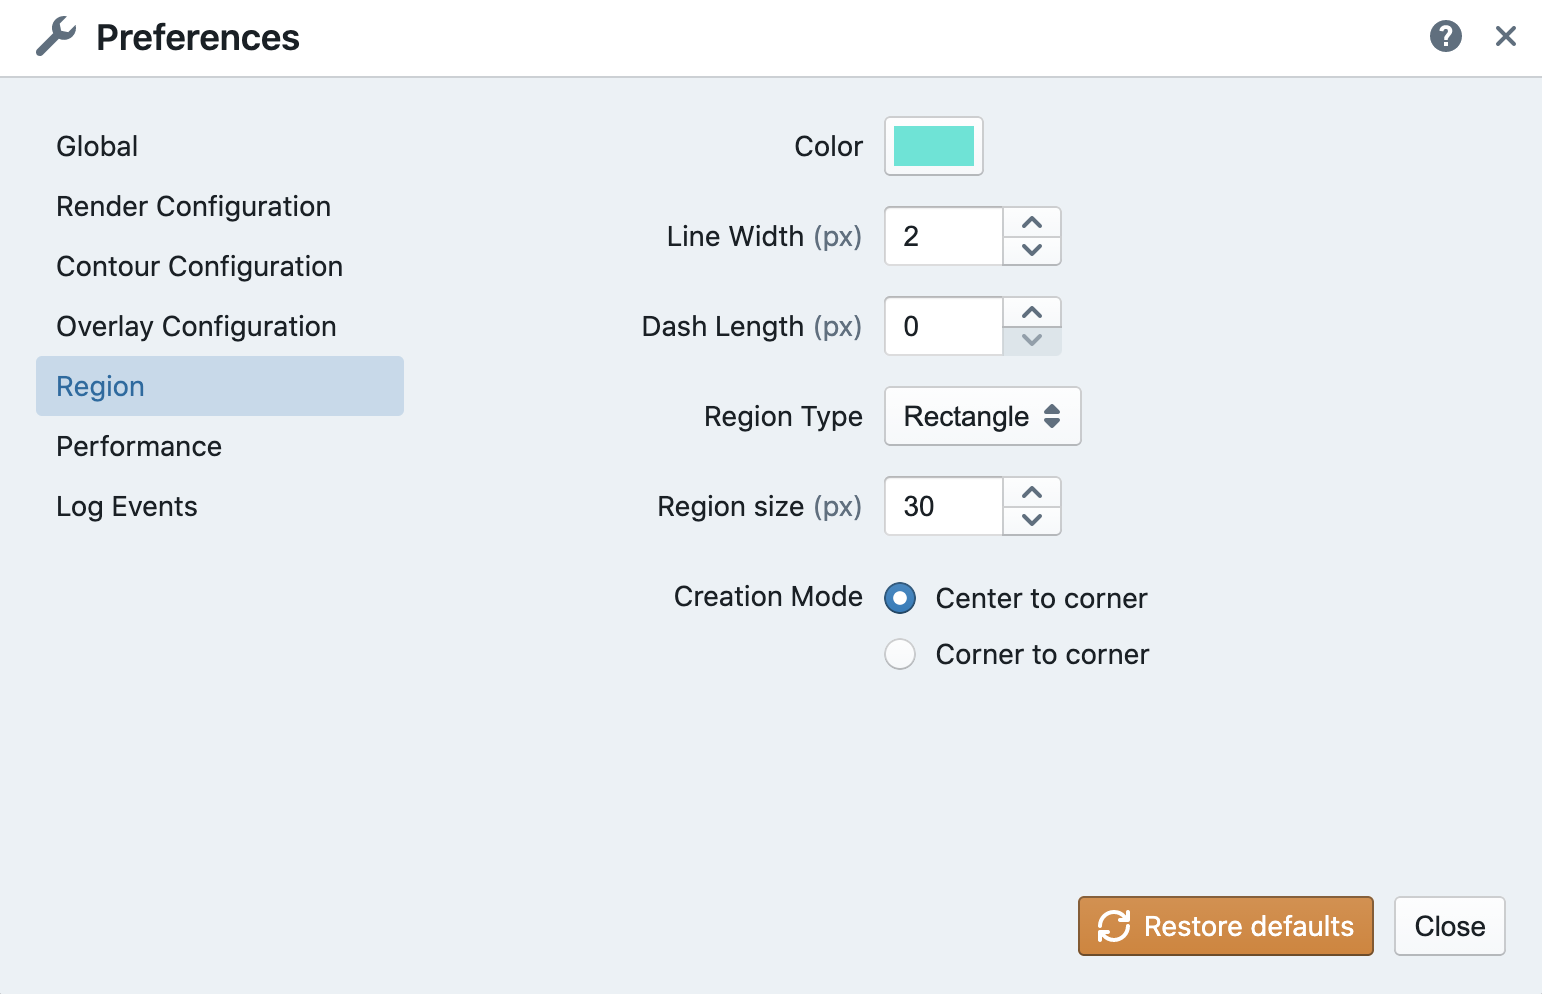 Preferences
Global
Render Configuration
Contour Configuration
Overlay Configuration
Region
Performance
Log Events
Color
Line Width (px) 2
Dash Length (px) 0
Region Type Rectangle
Region size (px) 30
Creation Mode Center to corner
Corner to corner
Restore defaults Close